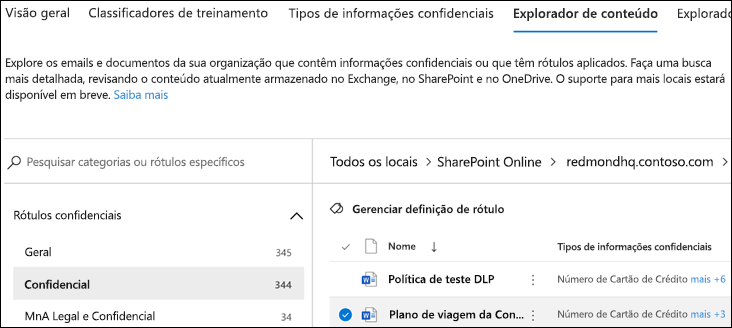 Visão geral Classificadores de treinamento Tipos de informações confidenciais Explorador de conteúdo Explorado
Explore os emails e documentos da sua organização que contêm informações confidenciais ou que têm rótulos aplicados. Faça uma busca
mais detalhada, revisando o conteúdo atualmente armazenado no Exchange, no SharePoint e no OneDrive. O suporte para mais locais estará
disponível em breve. Saiba mais
Pesquisar categorias ou rótulos específicos
Todos os locais > SharePoint Online > redmondhq.contoso.com >
Rótulos confidenciais
Geral 345
Confidencial 344
MnA Legal e Confidencial 34
Gerenciar definição de rótulo
Nome ↓ Tipos de informações confidenciais
Política de teste DLP Número de Cartão de Crédito mais +6
Plano de viagem da Con... Número de Cartão de Crédito mais +3